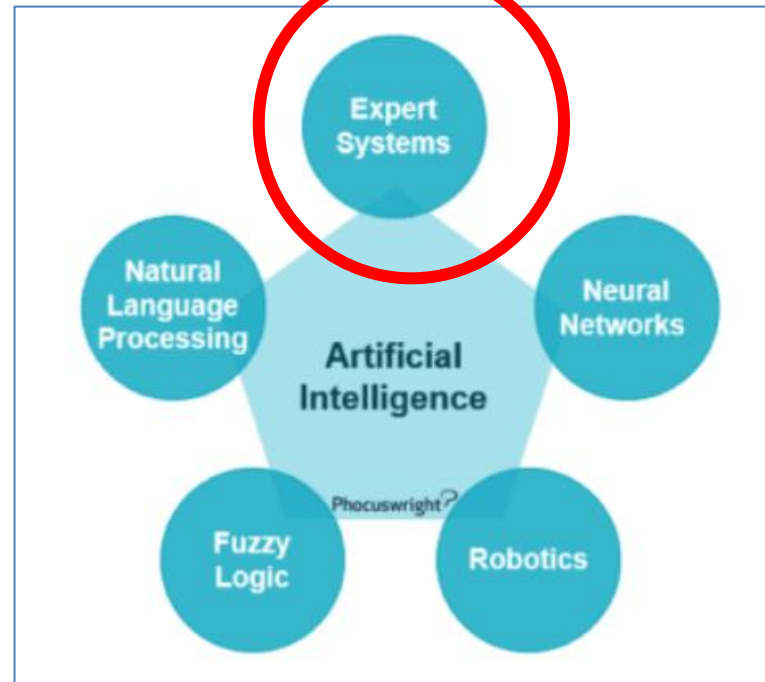 Expert
Systems
Natural
Language
Processing
Neural
Networks
Artificial
Intelligence
Phocuswright
Fuzzy
Logic
Robotics